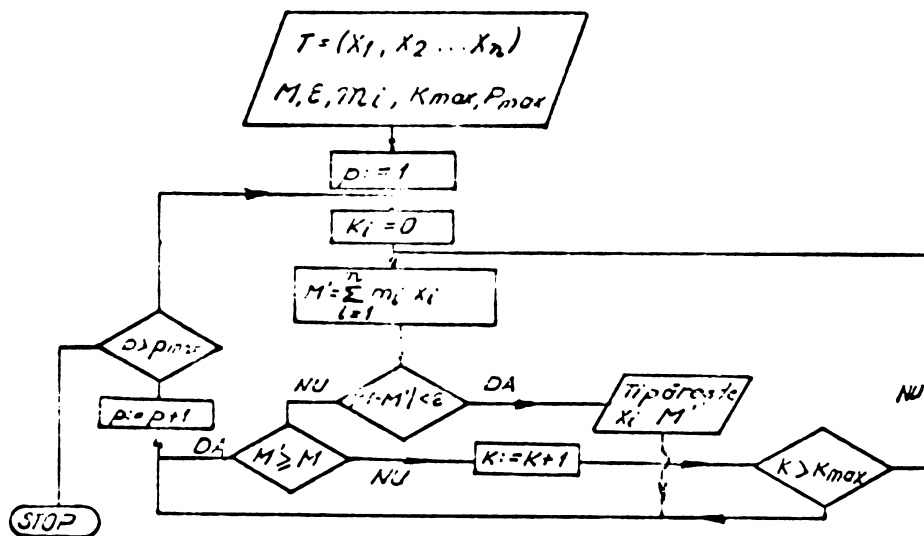 T=(X1, X2 ... Xn)
M, E, mi, Kmax, Pmax
p:=1
Ki=0
M'=∑ mi xi
n
i=1
p:=p+1
NU
DA
Tipărește
xi M'
NU
DA
M'≥M
NU
K:=K+1
K>Kmax
STOP